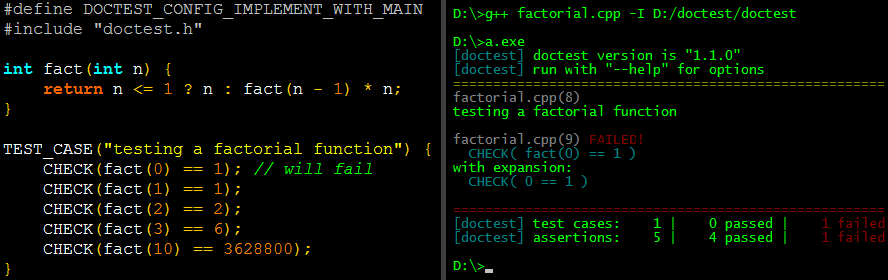 #define DOCTEST_CONFIG_IMPLEMENT_WITH_MAIN
#include "doctest.h"

int fact(int n) {
    return n <= 1 ? n : fact(n - 1) * n;
}

TEST_CASE("testing a factorial function") {
    CHECK(fact(0) == 1); // will fail
    CHECK(fact(1) == 1);
    CHECK(fact(2) == 2);
    CHECK(fact(3) == 6);
    CHECK(fact(10) == 3628800);
}

D:\>g++ factorial.cpp -I D:/doctest/doctest

D:\>a.exe
[doctest] doctest version is "1.1.0"
[doctest] run with "--help" for options
===============================================================
factorial.cpp(8)
testing a factorial function

factorial.cpp(9) FAILED!
  CHECK( fact(0) == 1 )
with expansion:
  CHECK( 0 == 1 )

===============================================================
[doctest] test cases:    1 |    0 passed |    1 failed
[doctest] assertions:    5 |    4 passed |    1 failed

D:\>_